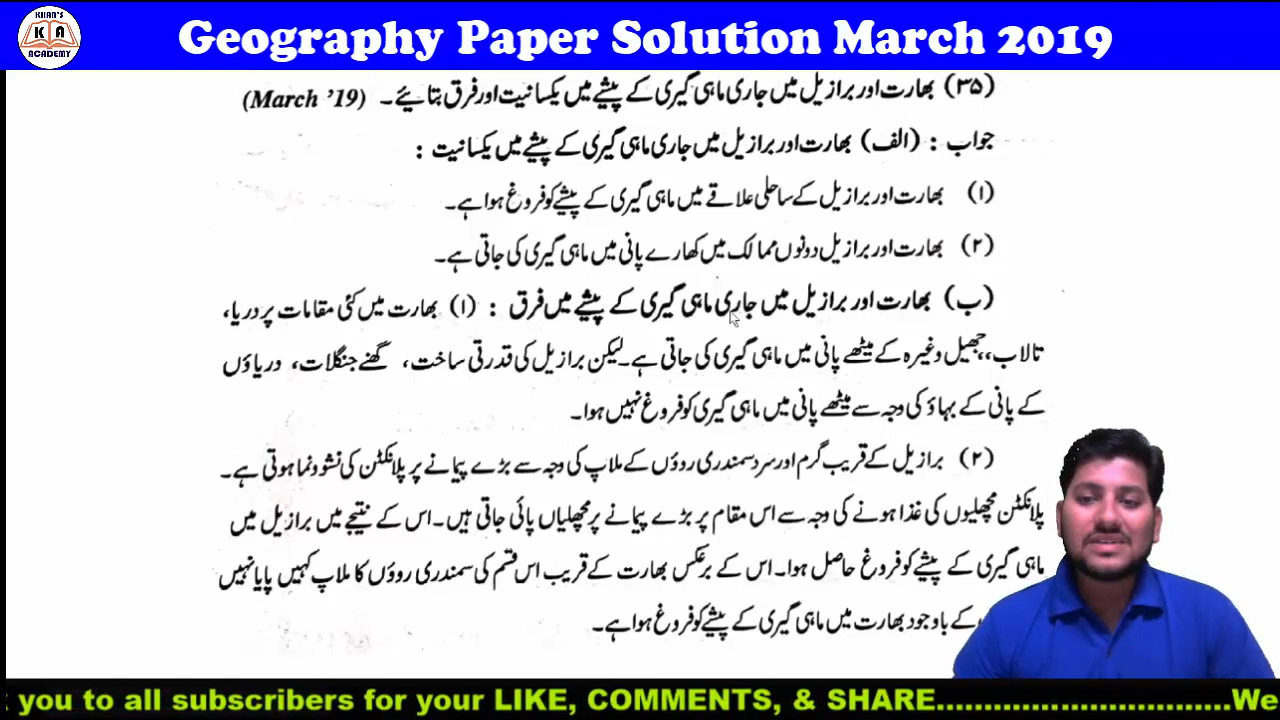 KHAN'S
K A
ACADEMY
Geography Paper Solution March 2019
(۳۵) بھارت اور برازیل میں جاری ماہی گیری کے پیشے میں یکسانیت اور فرق بتائیے۔ (March '19)
جواب : (الف) بھارت اور برازیل میں جاری ماہی گیری کے پیشے میں یکسانیت :
(۱) بھارت اور برازیل کے ساحلی علاقے میں ماہی گیری کے پیشے کو فروغ ہوا ہے۔
(۲) بھارت اور برازیل دونوں ممالک میں کھارے پانی میں ماہی گیری کی جاتی ہے۔
(ب) بھارت اور برازیل میں جاری ماہی گیری کے پیشے میں فرق : (۱) بھارت میں کئی مقامات پر دریا،
تالاب،، جھیل وغیرہ کے میٹھے پانی میں ماہی گیری کی جاتی ہے۔ لیکن برازیل کی قدرتی ساخت، گھنے جنگلات، دریاؤں
کے پانی کے بہاؤ کی وجہ سے میٹھے پانی میں ماہی گیری کو فروغ نہیں ہوا۔
(۲) برازیل کے قریب گرم اور سرد سمندری روؤں کے ملاپ کی وجہ سے بڑے پیمانے پر پلانکٹن کی نشوونما ہوتی ہے۔
پلانکٹن مچھلیوں کی غذا ہونے کی وجہ سے اس مقام پر بڑے پیمانے پر مچھلیاں پائی جاتی ہیں۔ اس کے نتیجے میں برازیل میں
ماہی گیری کے پیشے کو فروغ حاصل ہوا۔ اس کے برعکس بھارت کے قریب اس قسم کی سمندری روؤں کا ملاپ کہیں پایا نہیں
کے باوجود بھارت میں ماہی گیری کے پیشے کو فروغ ہوا ہے۔
you to all subscribers for your LIKE, COMMENTS, & SHARE...............................We